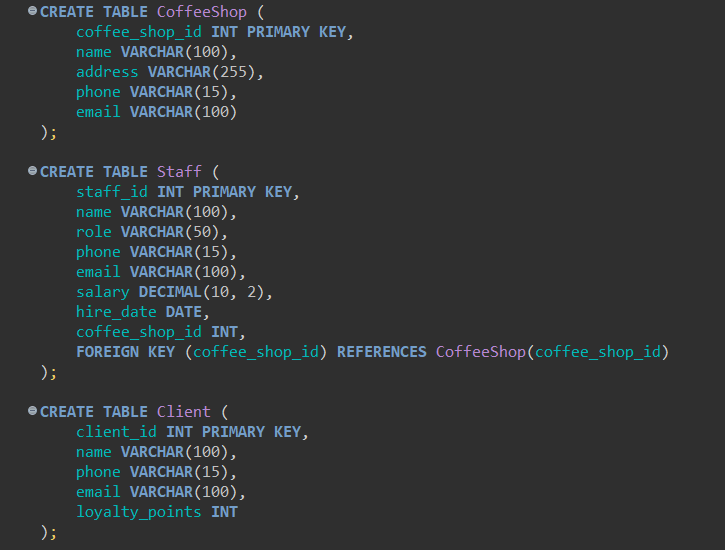 CREATE TABLE CoffeeShop (
    coffee_shop_id INT PRIMARY KEY,
    name VARCHAR(100),
    address VARCHAR(255),
    phone VARCHAR(15),
    email VARCHAR(100)
);

CREATE TABLE Staff (
    staff_id INT PRIMARY KEY,
    name VARCHAR(100),
    role VARCHAR(50),
    phone VARCHAR(15),
    email VARCHAR(100),
    salary DECIMAL(10, 2),
    hire_date DATE,
    coffee_shop_id INT,
    FOREIGN KEY (coffee_shop_id) REFERENCES CoffeeShop(coffee_shop_id)
);

CREATE TABLE Client (
    client_id INT PRIMARY KEY,
    name VARCHAR(100),
    phone VARCHAR(15),
    email VARCHAR(100),
    loyalty_points INT
);